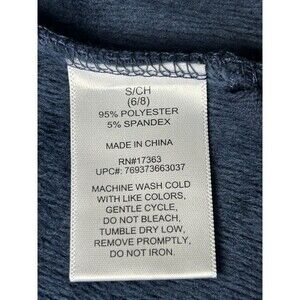 S/CH
(6/8)
95% POLYESTER
5% SPANDEX
MADE IN CHINA
RN#17363
UPC#: 769373663037
MACHINE WASH COLD
WITH LIKE COLORS,
GENTLE CYCLE,
DO NOT BLEACH,
TUMBLE DRY LOW,
REMOVE PROMPTLY,
DO NOT IRON.